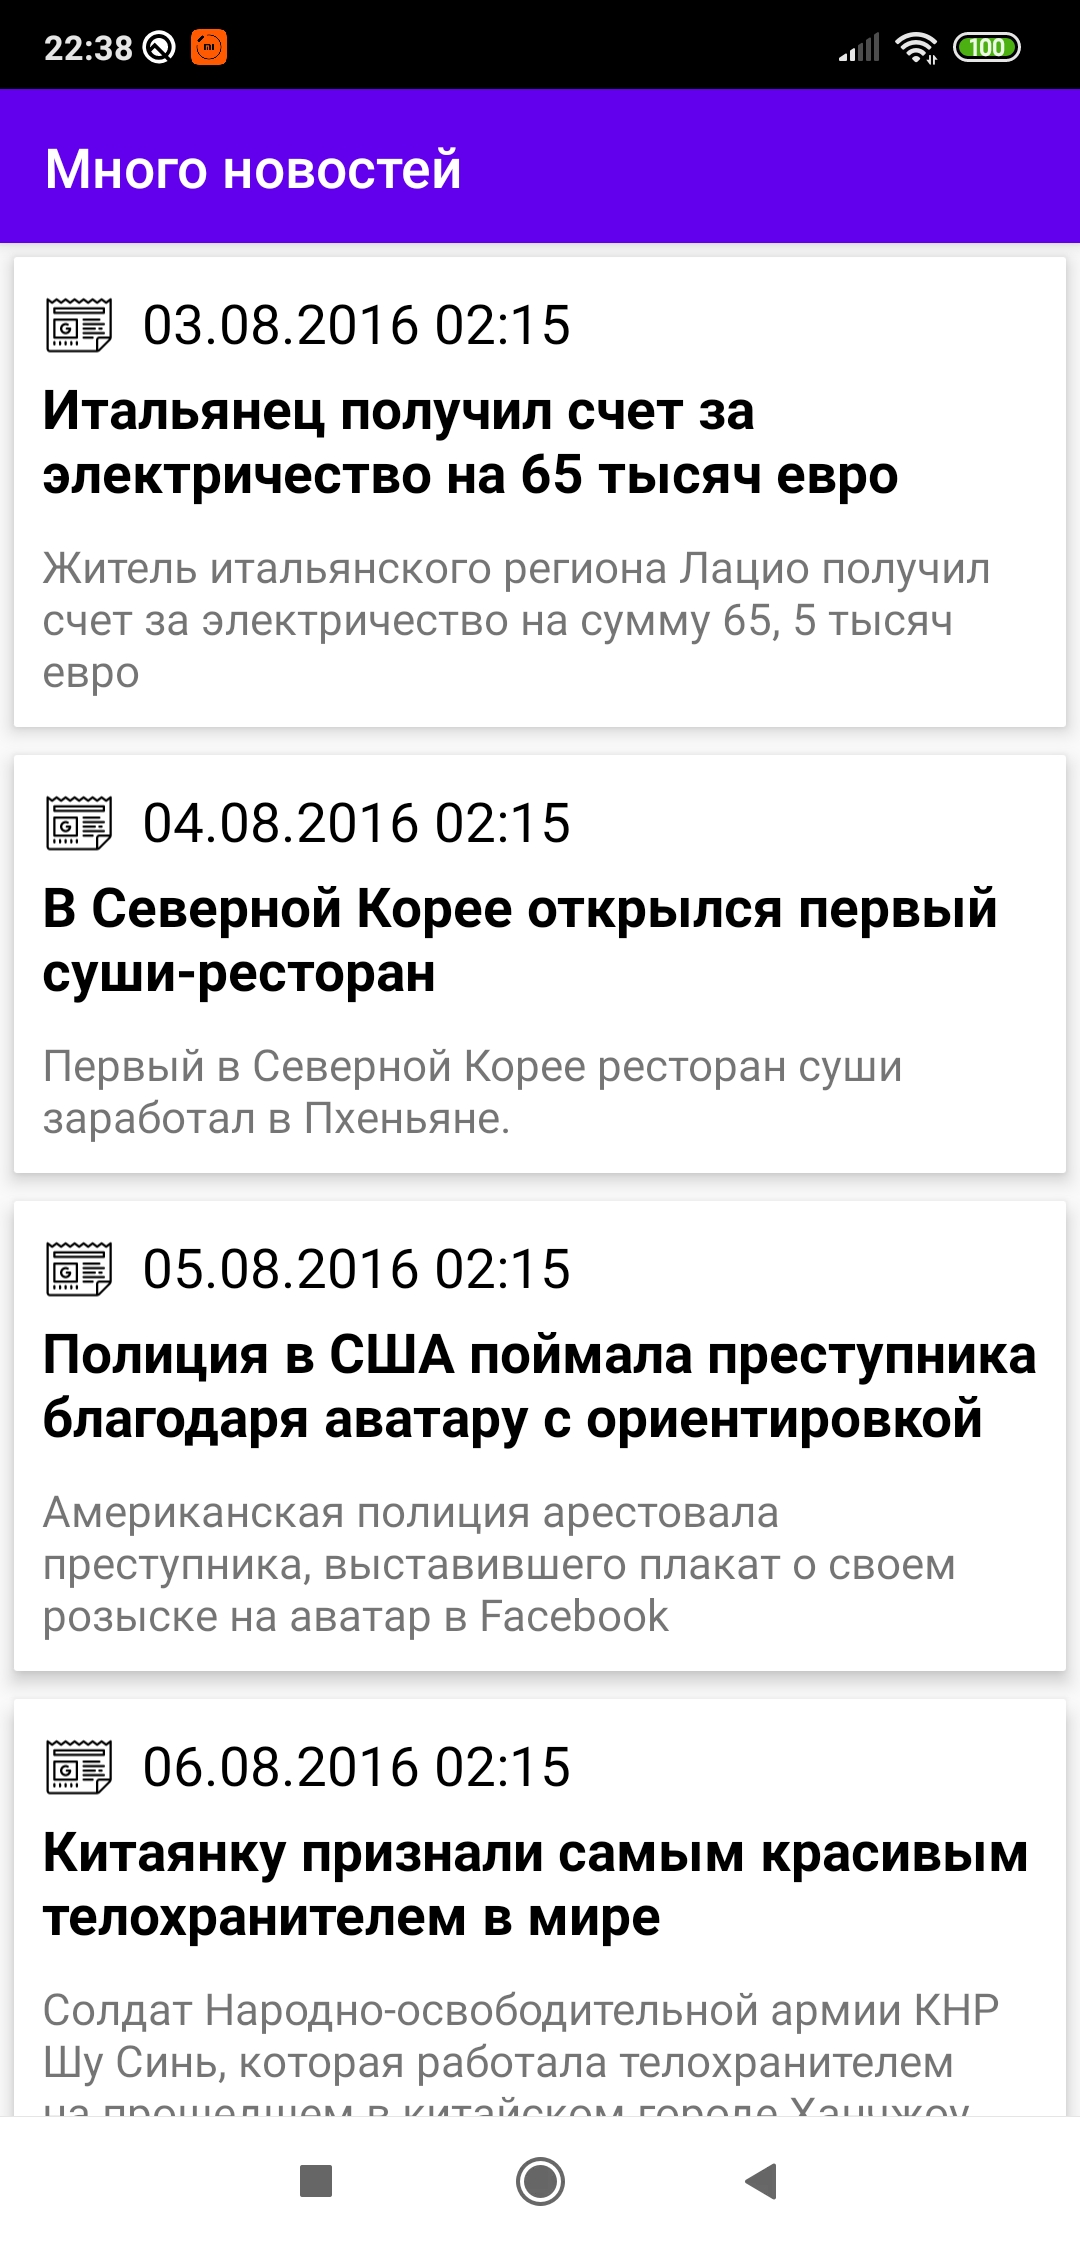 22:38
100
Много новостей
03.08.2016 02:15
Итальянец получил счет за
электричество на 65 тысяч евро
Житель итальянского региона Лацио получил
счет за электричество на сумму 65, 5 тысяч
евро
04.08.2016 02:15
В Северной Корее открылся первый
суши-ресторан
Первый в Северной Корее ресторан суши
заработал в Пхеньяне.
05.08.2016 02:15
Полиция в США поймала преступника
благодаря аватару с ориентировкой
Американская полиция арестовала
преступника, выставившего плакат о своем
розыске на аватар в Facebook
06.08.2016 02:15
Китаянку признали самым красивым
телохранителем в мире
Солдат Народно-освободительной армии КНР
Шу Синь, которая работала телохранителем
на прошедшем в китайском городе Ханчжоу